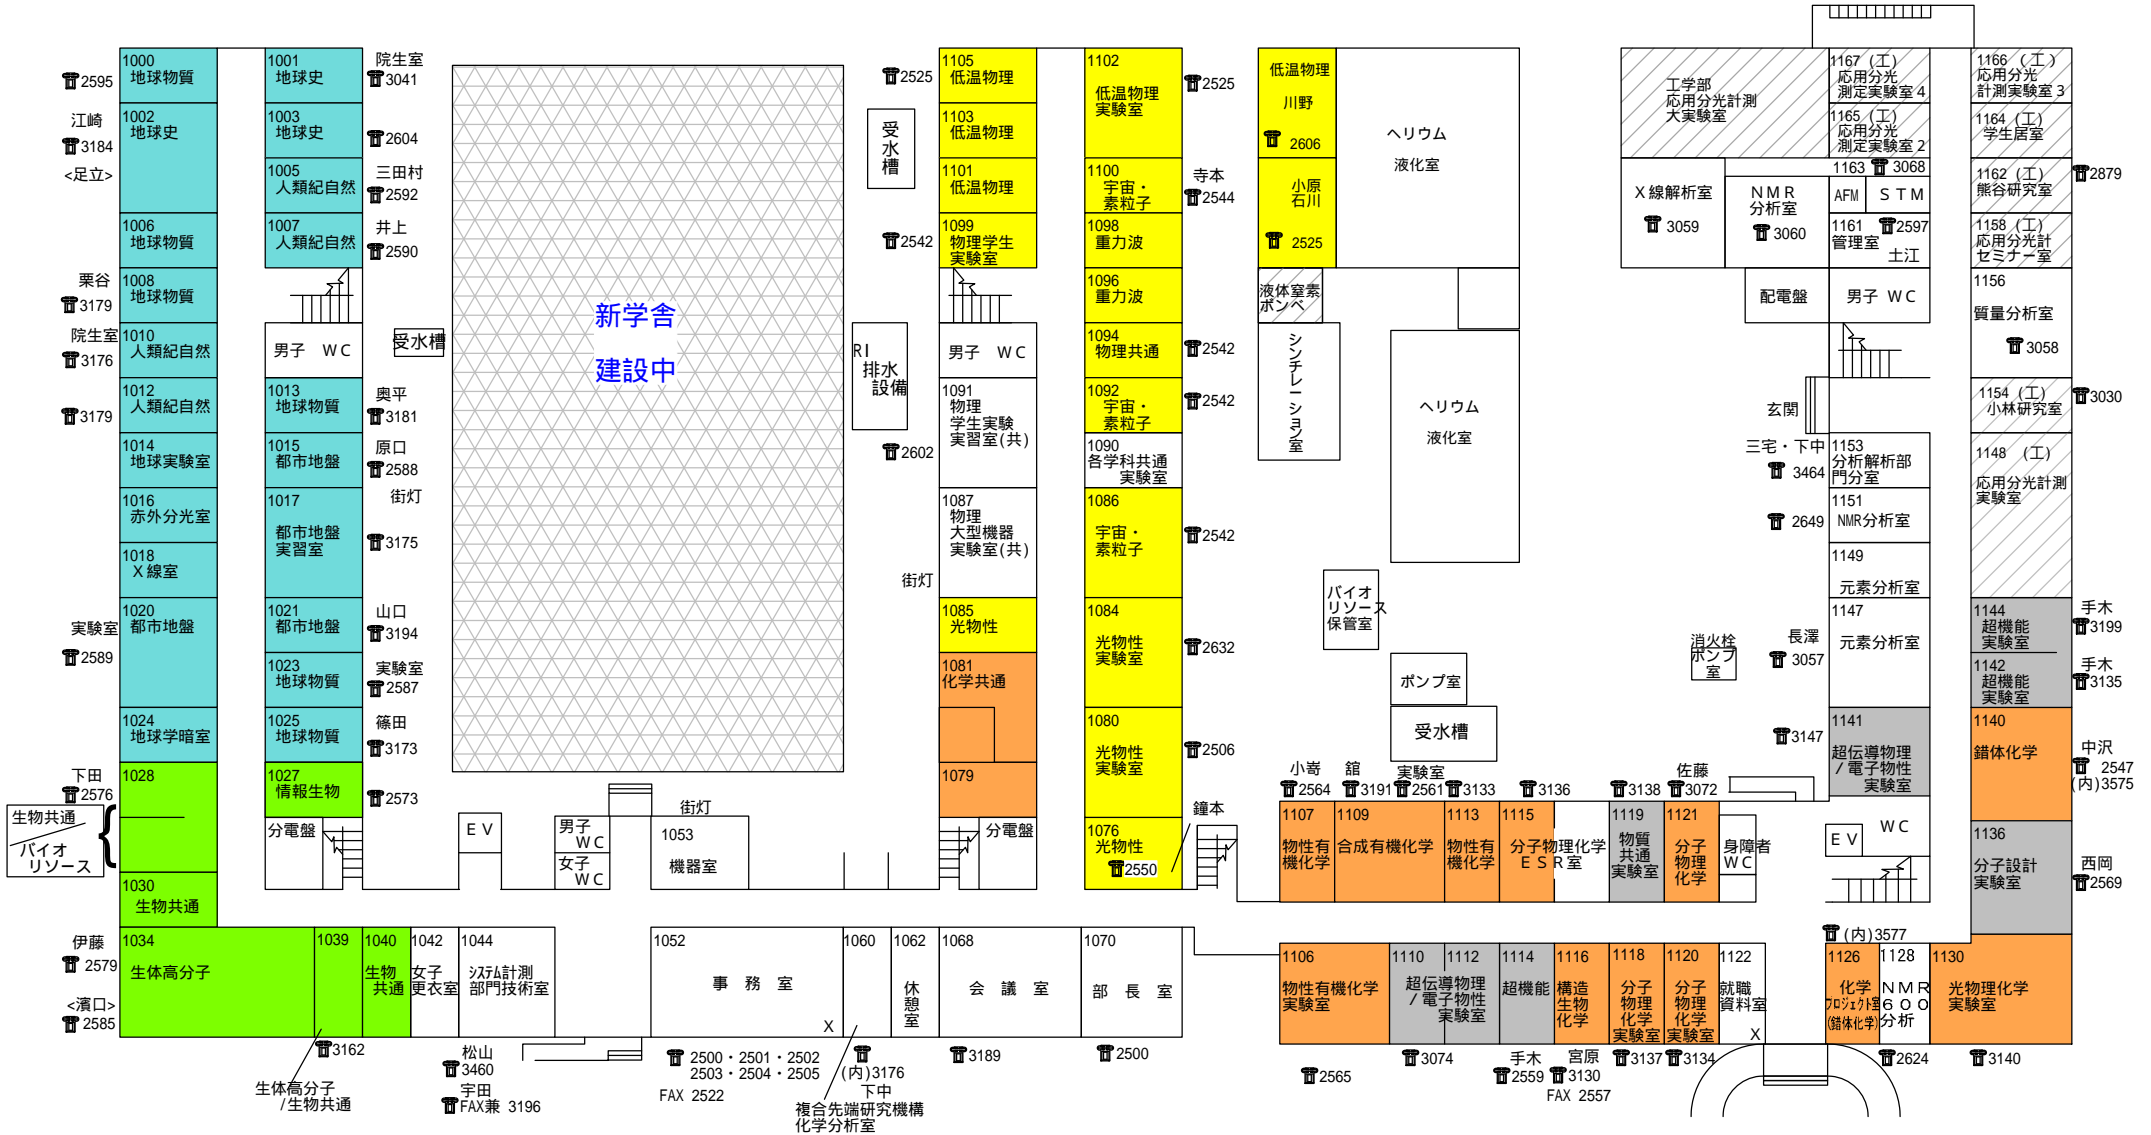 ☎2595
江崎
☎3184
<足立>
栗谷
☎3179
院生室
☎3176
☎3179
実験室
☎2589
下田
☎2576
生物共通
バイオ
リソース
伊藤
☎2579
<濱口>
☎2585
1000
地球物質
1002
地球史
1006
地球物質
1008
地球物質
1010
人類紀自然
1012
人類紀自然
1014
地球実験室
1016
赤外分光室
1018
X線室
1020
都市地盤
1024
地球学暗室
1028
1030
生物共通
1034
生体高分子
1001
地球史
1003
地球史
1005
人類紀自然
1007
人類紀自然
男子 WC
1013
地球物質
1015
都市地盤
1017
都市地盤
実習室
1021
都市地盤
1023
地球物質
1025
地球物質
1027
情報生物
分電盤
院生室
☎3041
☎2604
三田村
☎2592
井上
☎2590
受水槽
奥平
☎3181
原口
☎2588
街灯
☎3175
山口
☎3194
実験室
☎2587
篠田
☎3173
☎2573
新学舎
建設中
1039
1040
生物
共通
1042
女子
更衣室
1044
システム計測
部門技術室
☎3162
生体高分子
/生物共通
松山
☎3460
宇田
☎FAX兼 3196
EV
男子
WC
女子
WC
街灯
1053
機器室
1052
事務室
X
☎2500・2501・2502
2503・2504・2505
FAX 2522
1060
1062
休憩室
☎
(内)3176
下中
複合先端研究機構
化学分析室
1068
会議室
☎3189
1070
部長室
☎2500
☎2525
受水槽
☎2542
RI
排水
設備
☎2602
街灯
1105
低温物理
1103
低温物理
1101
低温物理
1099
物理学生
実験室
男子 WC
1091
物理
学生実験
実習室(共)
1087
物理
大型機器
実験室(共)
1085
光物性
1081
化学共通
1079
分電盤
1102
低温物理
実験室
1100
宇宙・
素粒子
1098
重力波
1096
重力波
1094
物理共通
1092
宇宙・
素粒子
1090
各学科共通
実験室
1086
宇宙・
素粒子
1084
光物性
実験室
1080
光物性
実験室
1076
光物性
☎2550
☎2525
寺本
☎2544
☎2542
☎2542
☎2542
☎2632
☎2506
鐘本
低温物理
川野
☎2606
小原
石川
☎2525
液体窒素
ボンベ
シンチレーション室
ヘリウム
液化室
ヘリウム
液化室
バイオ
リソース
保管室
ポンプ室
受水槽
消火栓
ポンプ
室
小嵜
☎2564
舘
☎3191
実験室
☎2561
☎3133
☎3136
☎3138
佐藤
☎3072
1107
物性有
機化学
1109
合成有機化学
1113
物性有
機化学
1115
分子物理化学
ESR室
1119
物質
共通
実験室
1121
分子
物理
化学
身障者
WC
1106
物性有機化学
実験室
☎2565
1110
1112
超伝導物理
/電子物性
実験室
☎3074
1114
超機能
手木
☎2559
1116
構造
生物
化学
宮原
☎3130
FAX 2557
1118
分子
物理
化学
実験室
☎3137
1120
分子
物理
化学
実験室
☎3134
1122
就職
資料室
X
工学部
応用分光計測
大実験室
X線解析室
☎3059
NMR
分析室
☎3060
配電盤
玄関
三宅・下中
☎3464
☎2649
長澤
☎3057
☎3147
1167 (工)
応用分光
測定実験室4
1165 (工)
応用分光
測定実験室2
1163 ☎3068
AFM
STM
1161
☎2597
管理室
土江
男子 WC
1153
分析解析部
門分室
1151
NMR分析室
1149
元素分析室
1147
元素分析室
1141
超伝導物理
/電子物性
実験室
WC
EV
1166 (工)
応用分光
計測実験室3
1164 (工)
学生居室
1162 (工)
熊谷研究室
1158 (工)
応用分光計
セミナー室
1156
質量分析室
☎3058
1154 (工)
小林研究室
1148 (工)
応用分光計測
実験室
1144
超機能
実験室
1142
超機能
実験室
1140
錯体化学
1136
分子設計
実験室
☎2879
☎3030
手木
☎3199
手木
☎3135
中沢
☎2547
(内)3575
西岡
☎2569
☎(内)3577
1126
化学
プロジェクト室
(錯体化学)
1128
NMR
600
分析
☎2624
1130
光物理化学
実験室
☎3140